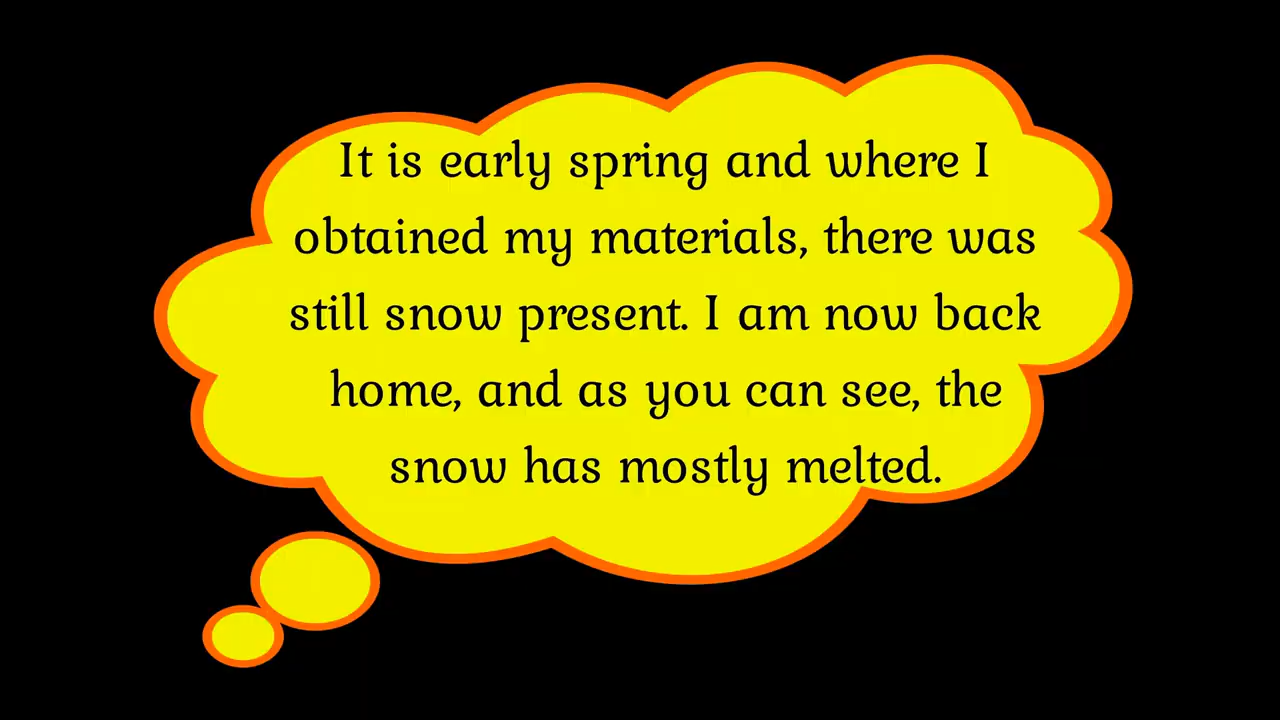 It is early spring and where I
obtained my materials, there was
still snow present. I am now back
home, and as you can see, the
snow has mostly melted.